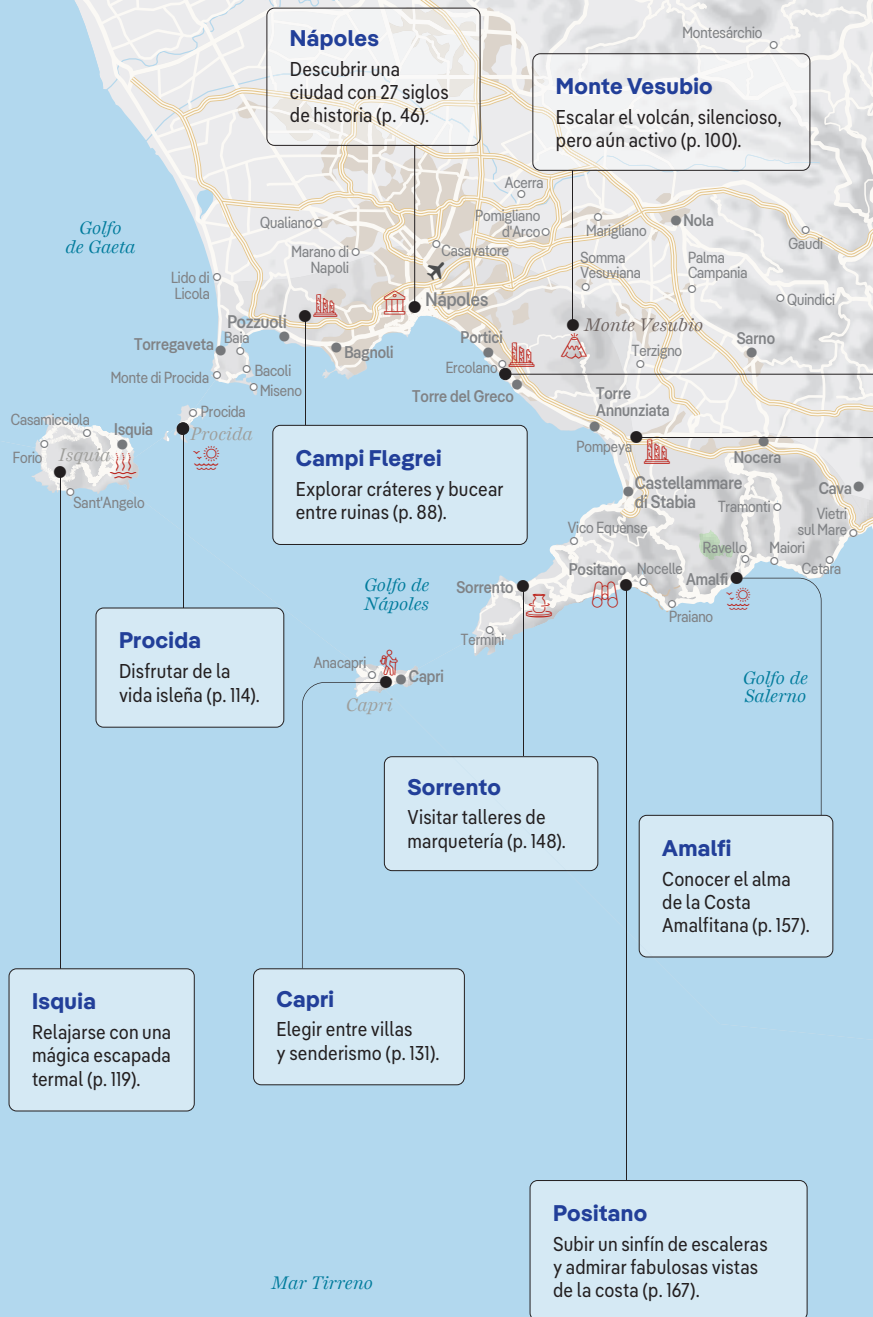 Nápoles
Descubrir una
ciudad con 27 siglos
de historia (p. 46).
Montesárchio
Monte Vesubio
Escalar el volcán, silencioso,
pero aún activo (p. 100).
Golfo
de Gaeta
Acerra
Qualiano
Pomigliano
d'Arco
Marigliano
Nola
Gaudi
Marano di
Napoli
Casavatore
Somma
Vesuviana
Palma
Campania
Lido di
Licola
Quindici
Nápoles
Pozzuoli
Monte Vesubio
Torregaveta
Baia
Bagnoli
Portici
Sarno
Terzigno
Ercolano
Monte di Procida
Bacoli
Miseno
Torre del Greco
Torre
Annunziata
Casamicciola
Isquia
Procida
Procida
Forio
Isquia
Pompeya
Nocera
Sant'Angelo
Campi Flegrei
Explorar cráteres y bucear
entre ruinas (p. 88).
Castellammare
di Stabia
Cava
Tramonti
Vietri
sul Mare
Vico Equense
Ravello
Maiori
Cetara
Golfo de
Nápoles
Sorrento
Positano
Nocelle
Amalfi
Praiano
Termini
Procida
Disfrutar de la
vida isleña (p. 114).
Anacapri
Capri
Capri
Golfo de
Salerno
Sorrento
Visitar talleres de
marquetería (p. 148).
Amalfi
Conocer el alma
de la Costa
Amalfitana (p. 157).
Isquia
Relajarse con una
mágica escapada
termal (p. 119).
Capri
Elegir entre villas
y senderismo (p. 131).
Positano
Subir un sinfín de escaleras
y admirar fabulosas vistas
de la costa (p. 167).
Mar Tirreno